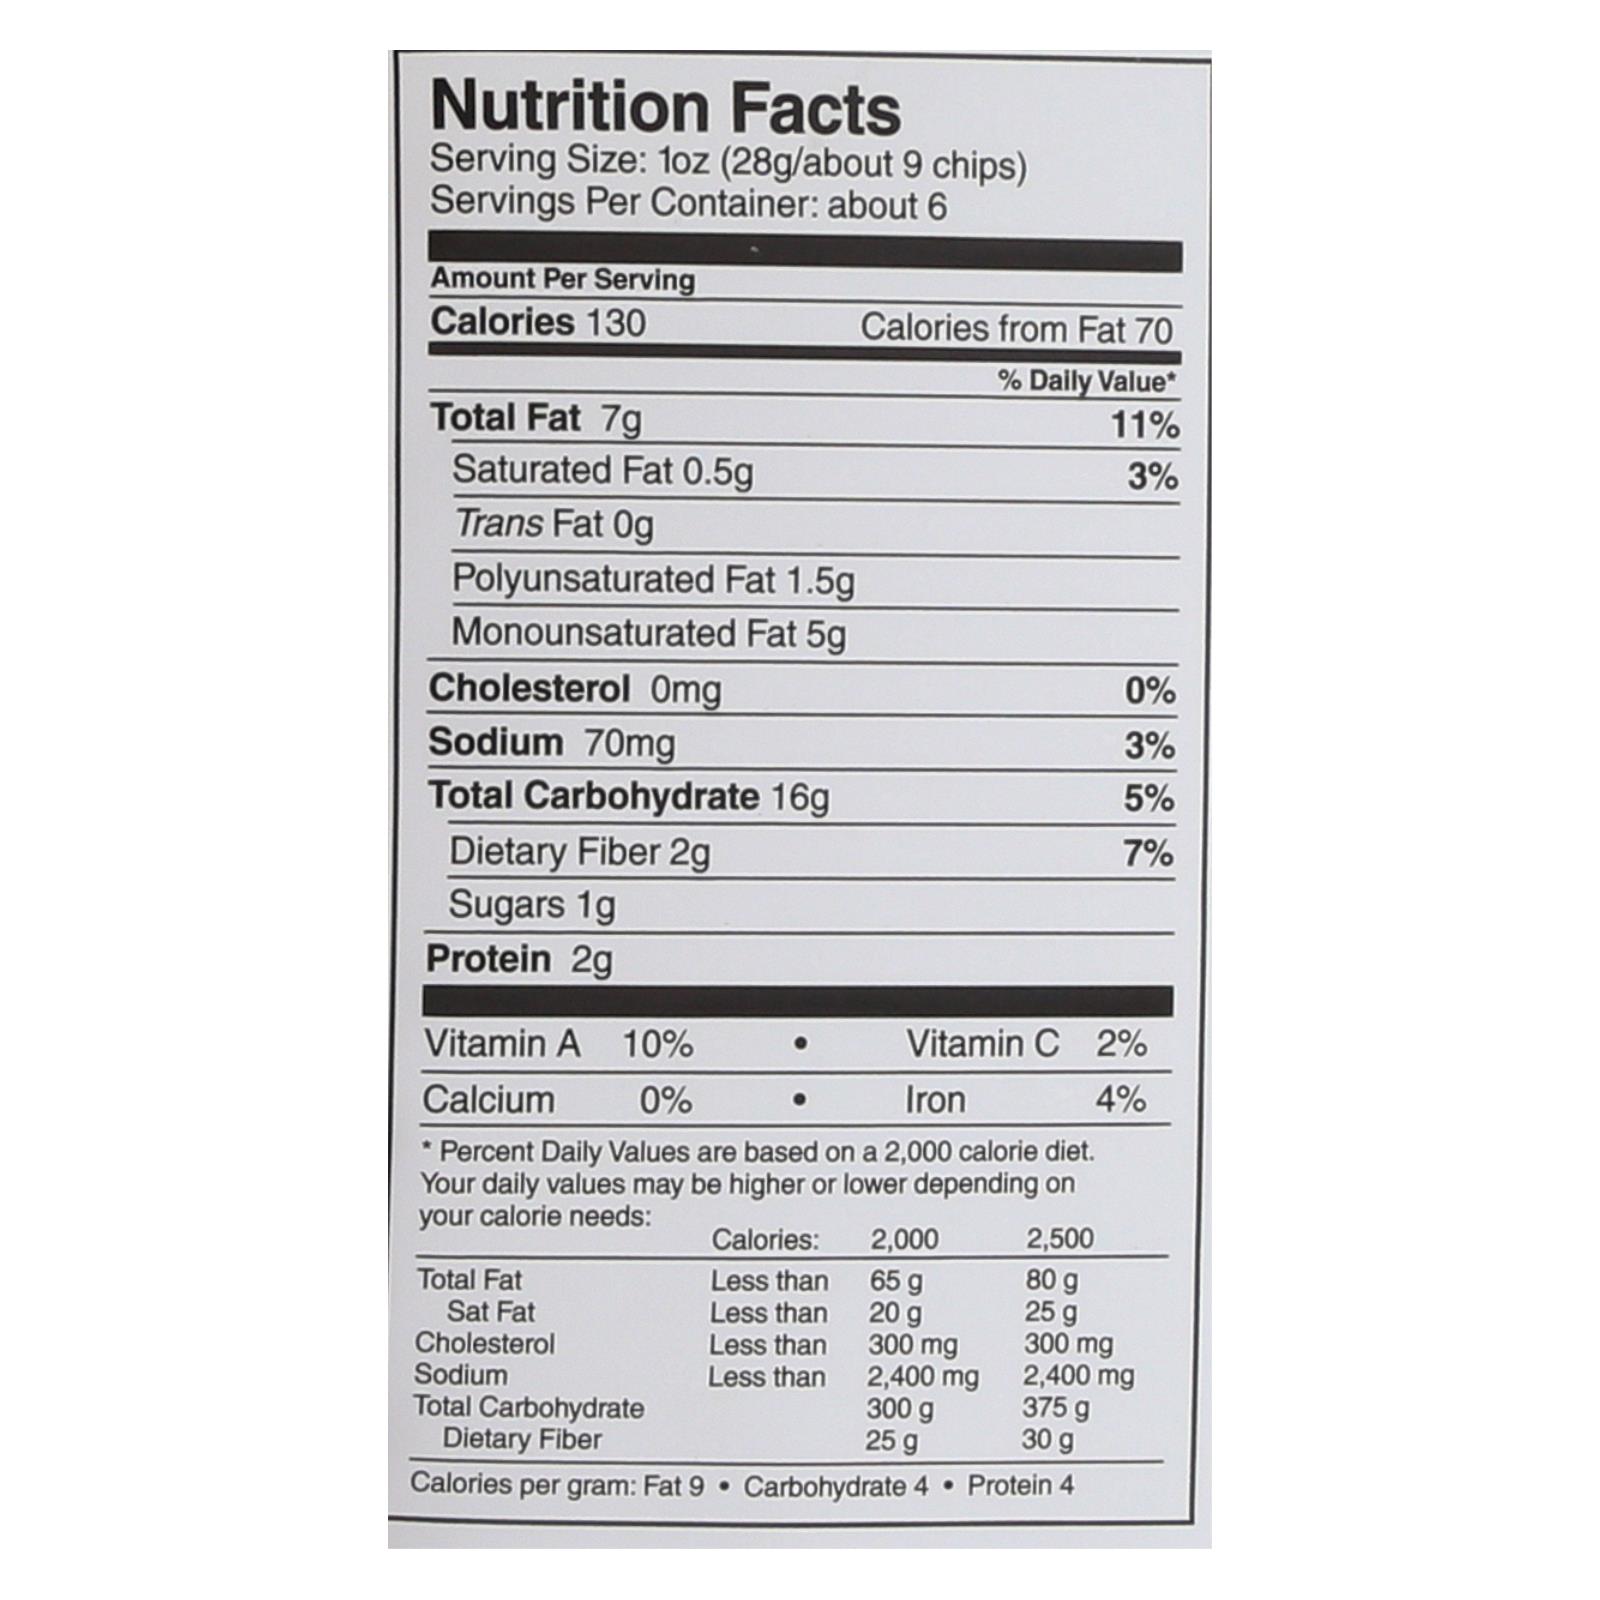 Nutrition Facts
Serving Size: 1oz (28g/about 9 chips)
Servings Per Container: about 6
Amount Per Serving
Calories 130 Calories from Fat 70
% Daily Value*
Total Fat 7g 11%
Saturated Fat 0.5g 3%
Trans Fat 0g
Polyunsaturated Fat 1.5g
Monounsaturated Fat 5g
Cholesterol 0mg 0%
Sodium 70mg 3%
Total Carbohydrate 16g 5%
Dietary Fiber 2g 7%
Sugars 1g
Protein 2g
Vitamin A 10% • Vitamin C 2%
Calcium 0% • Iron 4%
* Percent Daily Values are based on a 2,000 calorie diet.
Your daily values may be higher or lower depending on
your calorie needs:
Calories: 2,000 2,500
Total Fat Less than 65 g 80 g
Sat Fat Less than 20 g 25 g
Cholesterol Less than 300 mg 300 mg
Sodium Less than 2,400 mg 2,400 mg
Total Carbohydrate 300 g 375 g
Dietary Fiber 25 g 30 g
Calories per gram: Fat 9 • Carbohydrate 4 • Protein 4